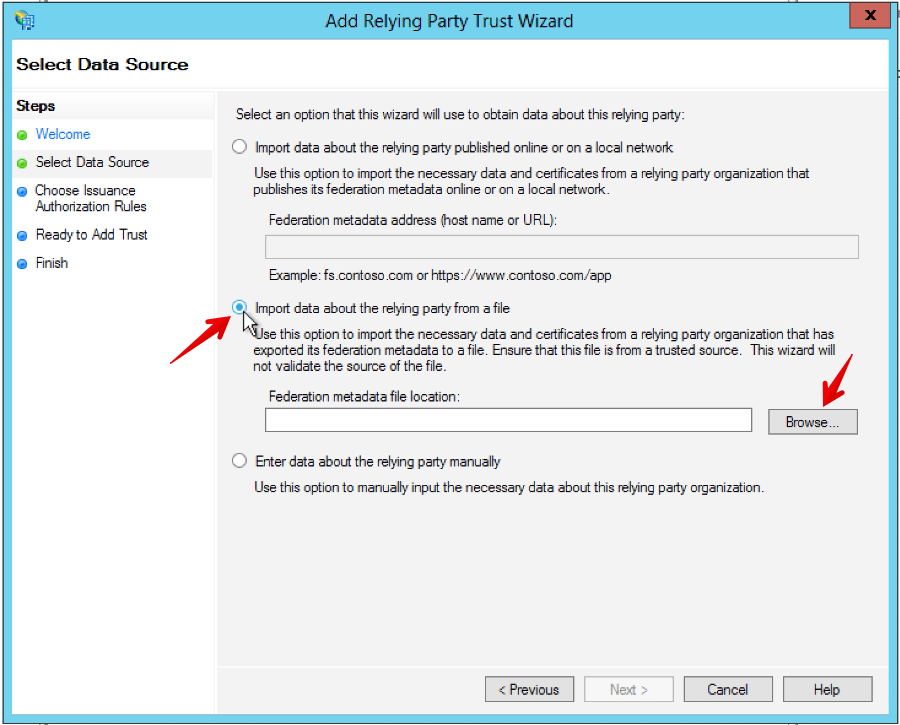 Add Relying Party Trust Wizard
x
Select Data Source
Steps
Welcome
Select Data Source
Choose Issuance
Authorization Rules
Ready to Add Trust
Finish
Select an option that this wizard will use to obtain data about this relying party:
Import data about the relying party published online or on a local network
Use this option to import the necessary data and certificates from a relying party organization that
publishes its federation metadata online or on a local network.
Federation metadata address (host name or URL):
Example: fs.contoso.com or https://www.contoso.com/app
Import data about the relying party from a file
Use this option to import the necessary data and certificates from a relying party organization that has
exported its federation metadata to a file. Ensure that this file is from a trusted source.  This wizard will
not validate the source of the file.
Federation metadata file location:
Browse...
Enter data about the relying party manually
Use this option to manually input the necessary data about this relying party organization.
< Previous
Next >
Cancel
Help